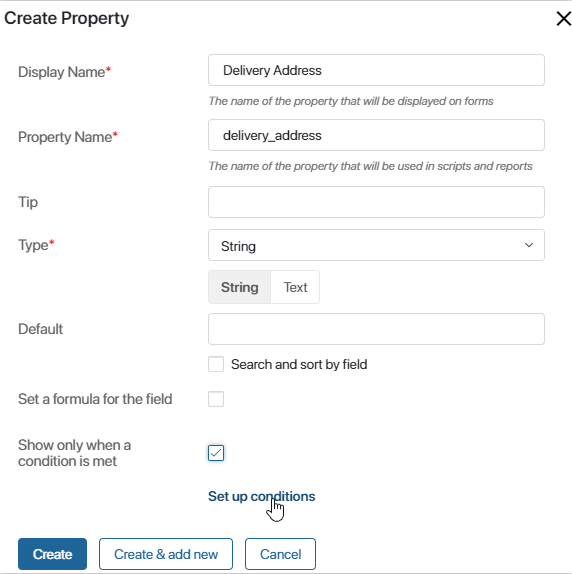 Create Property
Display Name*
Delivery Address
The name of the property that will be displayed on forms
Property Name*
delivery_address
The name of the property that will be used in scripts and reports
Tip
Type*
String
String Text
Default
Search and sort by field
Set a formula for the field
Show only when a
condition is met
Set up conditions
Create Create & add new Cancel